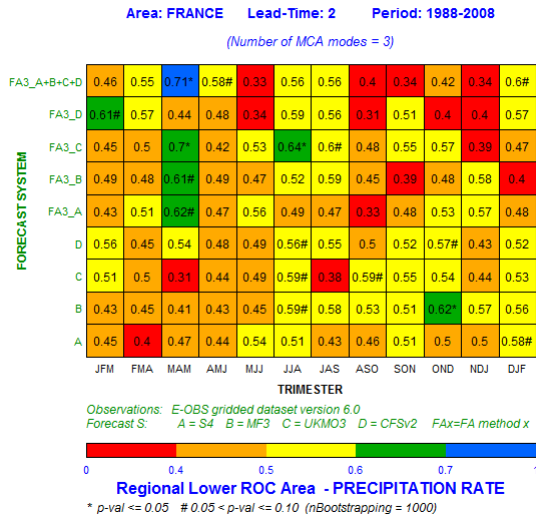 Area: FRANCE Lead-Time: 2 Period: 1988-2008
(Number of MCA modes = 3)
FORECAST SYSTEM
FA3_A+B+C+D 0.46 0.55 0.71* 0.58# 0.33 0.56 0.56 0.4 0.34 0.42 0.34 0.6#
FA3_D 0.61# 0.57 0.44 0.48 0.34 0.59 0.56 0.31 0.51 0.4 0.4 0.57
FA3_C 0.45 0.5 0.7* 0.42 0.53 0.64* 0.6# 0.48 0.55 0.57 0.39 0.47
FA3_B 0.49 0.48 0.61# 0.49 0.47 0.52 0.59 0.45 0.39 0.48 0.58 0.4
FA3_A 0.43 0.51 0.62# 0.47 0.56 0.49 0.47 0.33 0.48 0.53 0.57 0.48
D 0.56 0.45 0.54 0.48 0.49 0.56# 0.55 0.5 0.52 0.57# 0.43 0.52
C 0.51 0.5 0.31 0.44 0.49 0.59# 0.38 0.59# 0.55 0.54 0.44 0.53
B 0.43 0.45 0.41 0.43 0.45 0.59# 0.58 0.53 0.51 0.62* 0.57 0.56
A 0.45 0.4 0.47 0.44 0.54 0.51 0.43 0.46 0.51 0.5 0.5 0.58#
JFM FMA MAM AMJ MJJ JJA JAS ASO SON OND NDJ DJF
TRIMESTER
Observations: E-OBS gridded dataset version 6.0
Forecast S: A = S4 B = MF3 C = UKMO3 D = CFSv2 FAx=FA method x
0 0.4 0.5 0.6 0.7 1
Regional Lower ROC Area - PRECIPITATION RATE
* p-val <= 0.05 # 0.05 < p-val <= 0.10 (nBootstrapping = 1000)